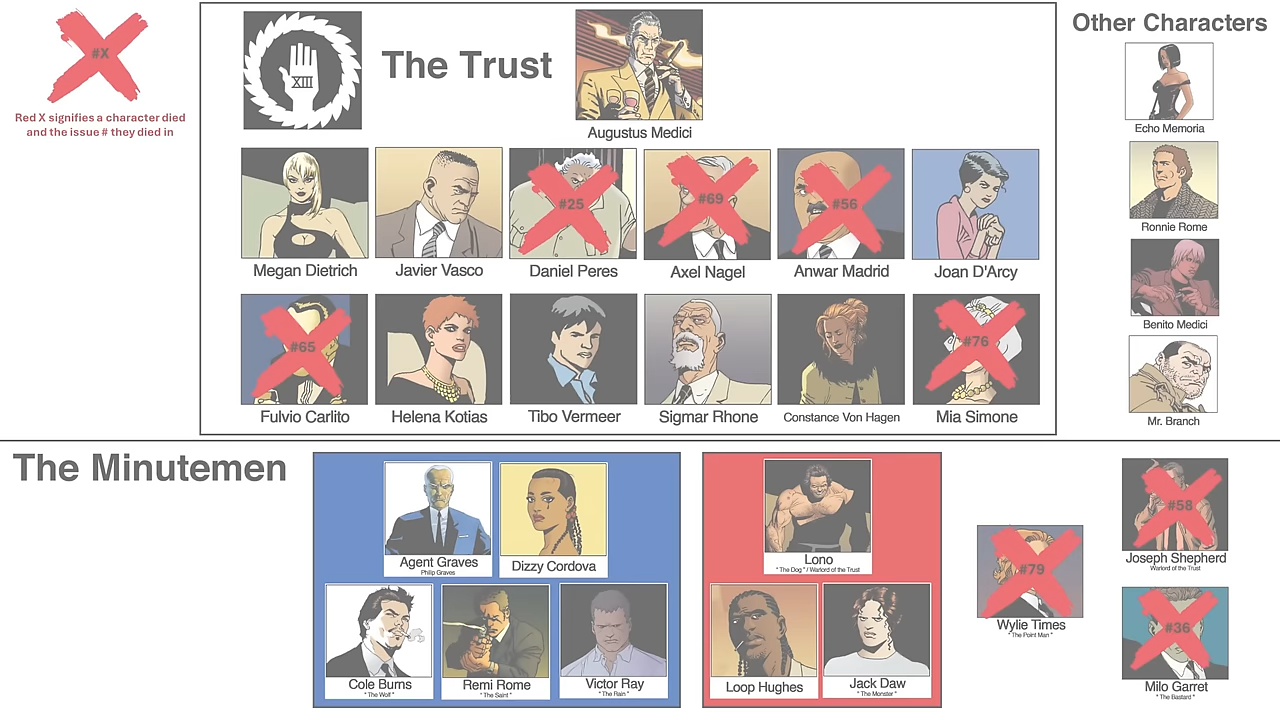 #X
Red X signifies a character died
and the issue # they died in
XIII
The Trust
Augustus Medici
Other Characters
Echo Memoria
Ronnie Rome
Benito Medici
Mr. Branch
#25
#69
#56
Megan Dietrich
Javier Vasco
Daniel Peres
Axel Nagel
Anwar Madrid
Joan D'Arcy
#65
#76
Fulvio Carlito
Helena Kotias
Tibo Vermeer
Sigmar Rhone
Constance Von Hagen
Mia Simone
The Minutemen
Agent Graves
Philip Graves
Dizzy Cordova
Cole Burns
"The Wolf"
Remi Rome
"The Saint"
Victor Ray
"The Rain"
Lono
"The Dog" / Warlord of the Trust
Loop Hughes
Jack Daw
"The Monster"
#79
Wylie Times
"The Point Man"
#58
Joseph Shepherd
Warlord of the Trust
#36
Milo Garret
"The Bastard"